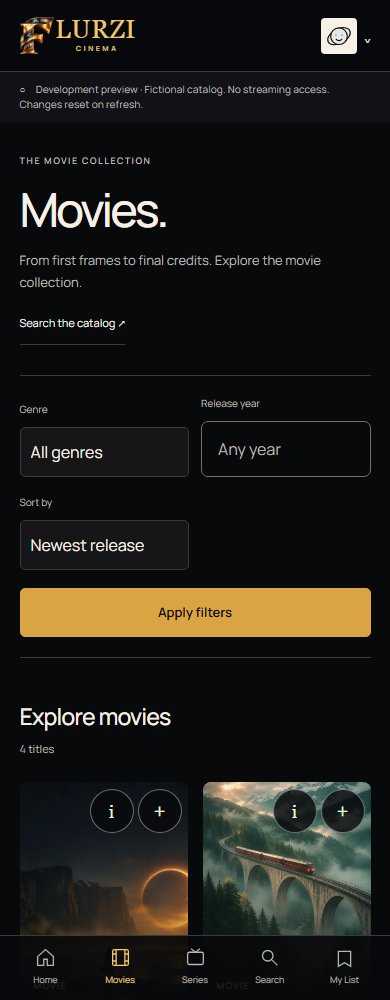 FLURZI
CINEMA
Development preview · Fictional catalog. No streaming access.
Changes reset on refresh.
THE MOVIE COLLECTION
Movies.
From first frames to final credits. Explore the movie
collection.
Search the catalog ↗
Genre
Release year
All genres
Any year
Sort by
Newest release
Apply filters
Explore movies
4 titles
i +
i +
MOVIE
MOVIE
Home
Movies
Series
Search
My List